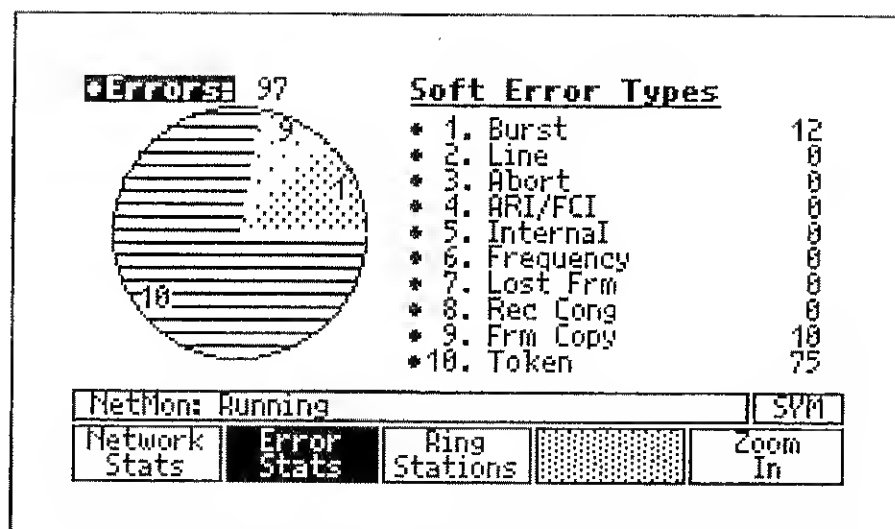 *Errors: 97
Soft Error Types
* 1. Burst 12
* 2. Line 0
* 3. Abort 0
* 4. ARI/FCI 0
* 5. Internal 0
* 6. Frequency 0
* 7. Lost Frm 0
* 8. Rec Cong 0
* 9. Frm Copy 10
*10. Token 75
9
1
10
NetMon: Running SYM
Network Stats
Error Stats
Ring Stations
Zoom In